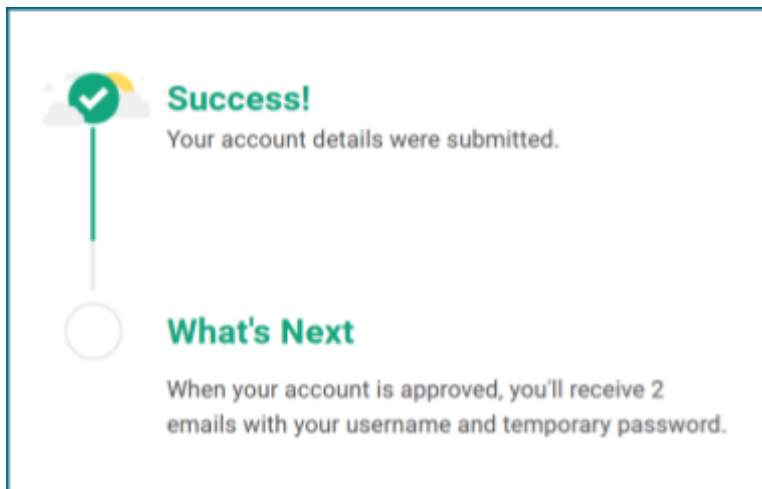 Success!
Your account details were submitted.
What's Next
When your account is approved, you'll receive 2
emails with your username and temporary password.